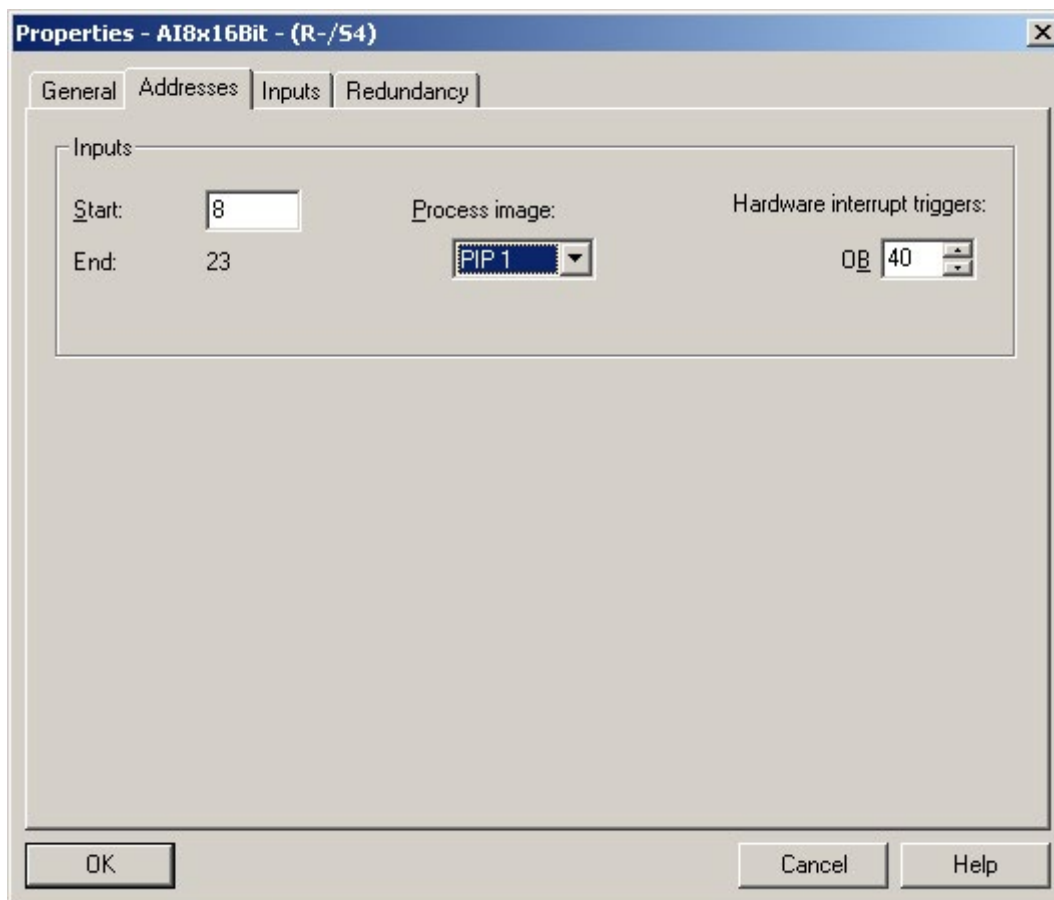 Properties - AI8x16Bit - (R-/S4)
General Addresses Inputs Redundancy
Inputs
Start: 8 Process image: Hardware interrupt triggers:
End: 23 PIP 1 OB 40
OK Cancel Help